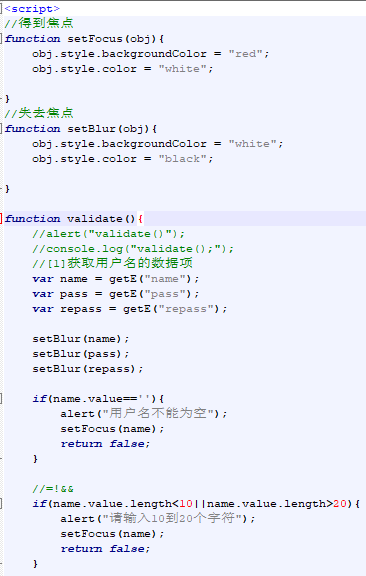 <script>
//得到焦点
function setFocus(obj){
obj.style.backgroundColor = "red";
obj.style.color = "white";
}
//失去焦点
function setBlur(obj){
obj.style.backgroundColor = "white";
obj.style.color = "black";
}
function validate(){
//alert("validate()");
//console.log("validate();");
//[1]获取用户名的数据项
var name = getE("name");
var pass = getE("pass");
var repass = getE("repass");
setBlur(name);
setBlur(pass);
setBlur(repass);
if(name.value==''){
alert("用户名不能为空");
setFocus(name);
return false;
}
//=!&&
if(name.value.length<10||name.value.length>20){
alert("请输入10到20个字符");
setFocus(name);
return false;
}